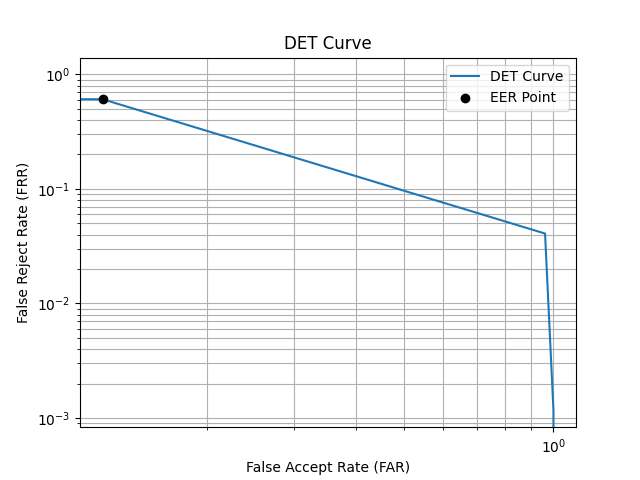 DET Curve
DET Curve
EER Point
10⁰
10⁻¹
10⁻²
10⁻³
False Reject Rate (FRR)
10⁰
False Accept Rate (FAR)